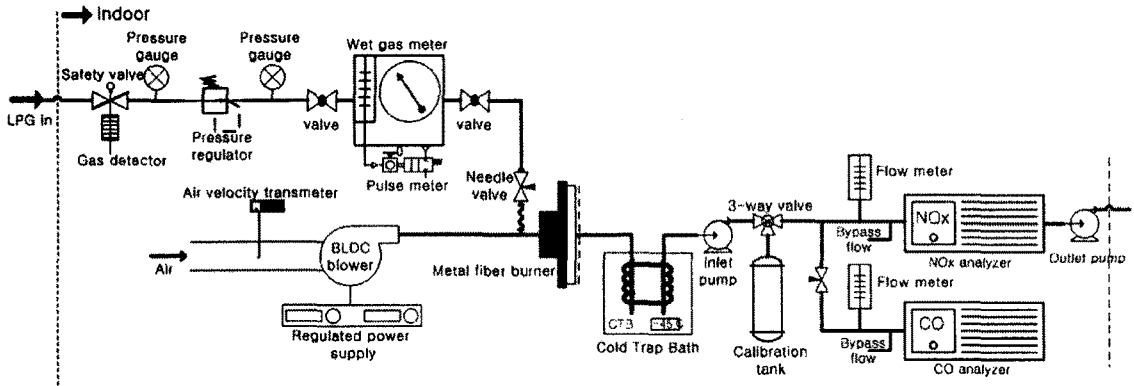 Indoor
Pressure
gauge
Pressure
gauge
Wet gas meter
Safety valve
LPG in
valve
valve
Gas detector
Pressure
regulator
Pulse meter
Needle
valve
Air velocity transmeter
Air
BLDC
blower
Metal fiber burner
Regulated power
supply
CTB
-45℃
Cold Trap Bath
Inlet
pump
3-way valve
Calibration
tank
Flow meter
Bypass
flow
NOx
NOx analyzer
Outlet pump
Flow meter
Bypass
flow
CO
CO analyzer